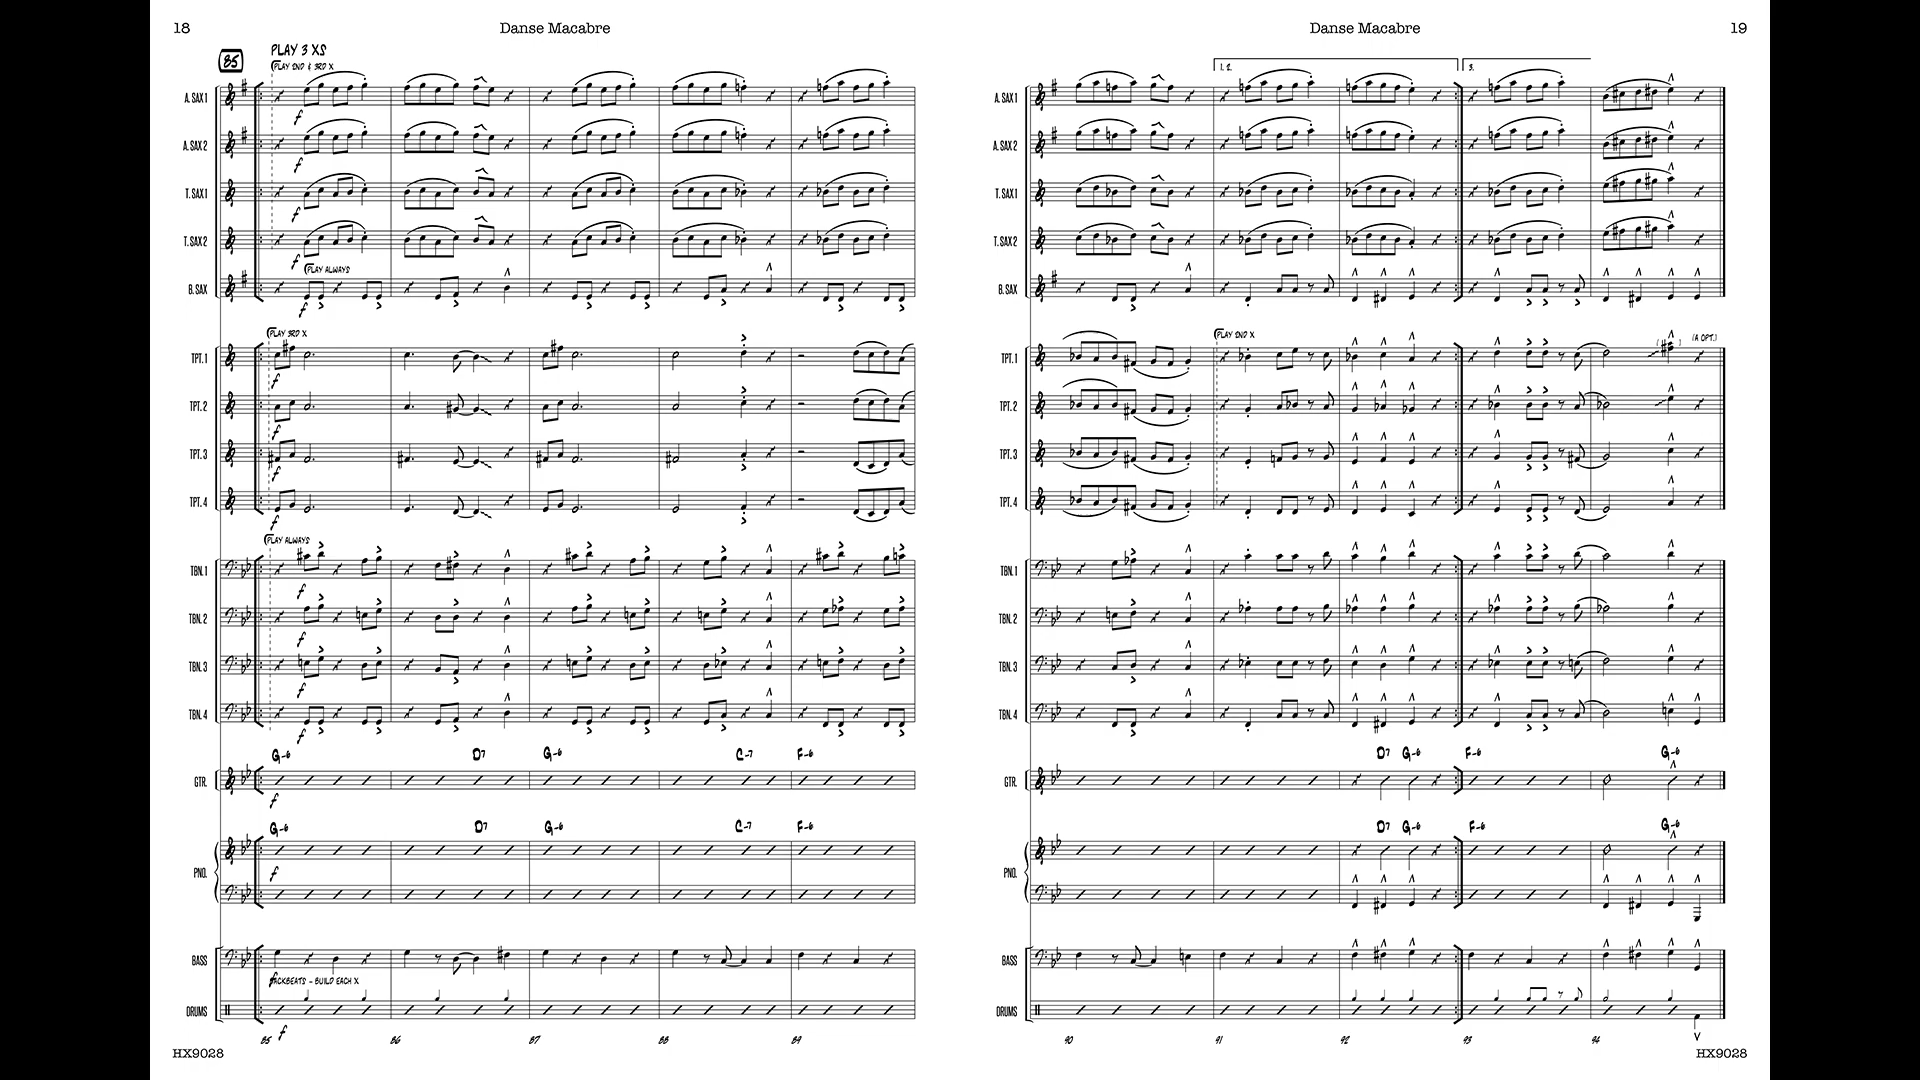 18
Danse Macabre
85
PLAY 3 XS
(PLAY 2ND & 3RD X
A. SAX 1
f
A. SAX 2
f
T. SAX 1
f
T. SAX 2
f
(PLAY ALWAYS
B. SAX
f
(PLAY 3RD X
TPT. 1
f
TPT. 2
f
TPT. 3
f
TPT. 4
f
(PLAY ALWAYS
TBN. 1
f
TBN. 2
f
TBN. 3
f
TBN. 4
f
G-6 D7 G-6 C-7 F-6
GTR.
f
G-6 D7 G-6 C-7 F-6
PNO.
f
BASS
f
BACKBEATS - BUILD EACH X
DRUMS
f
85 86 87 88 89
HX9028
Danse Macabre
19
1. 2. 3.
A. SAX 1
A. SAX 2
T. SAX 1
T. SAX 2
B. SAX
(PLAY 2ND X
(A OPT.)
TPT. 1
TPT. 2
TPT. 3
TPT. 4
TBN. 1
TBN. 2
TBN. 3
TBN. 4
D7 G-6 F-6 G-6
GTR.
D7 G-6 F-6 G-6
PNO.
BASS
DRUMS
90 91 92 93 94
HX9028